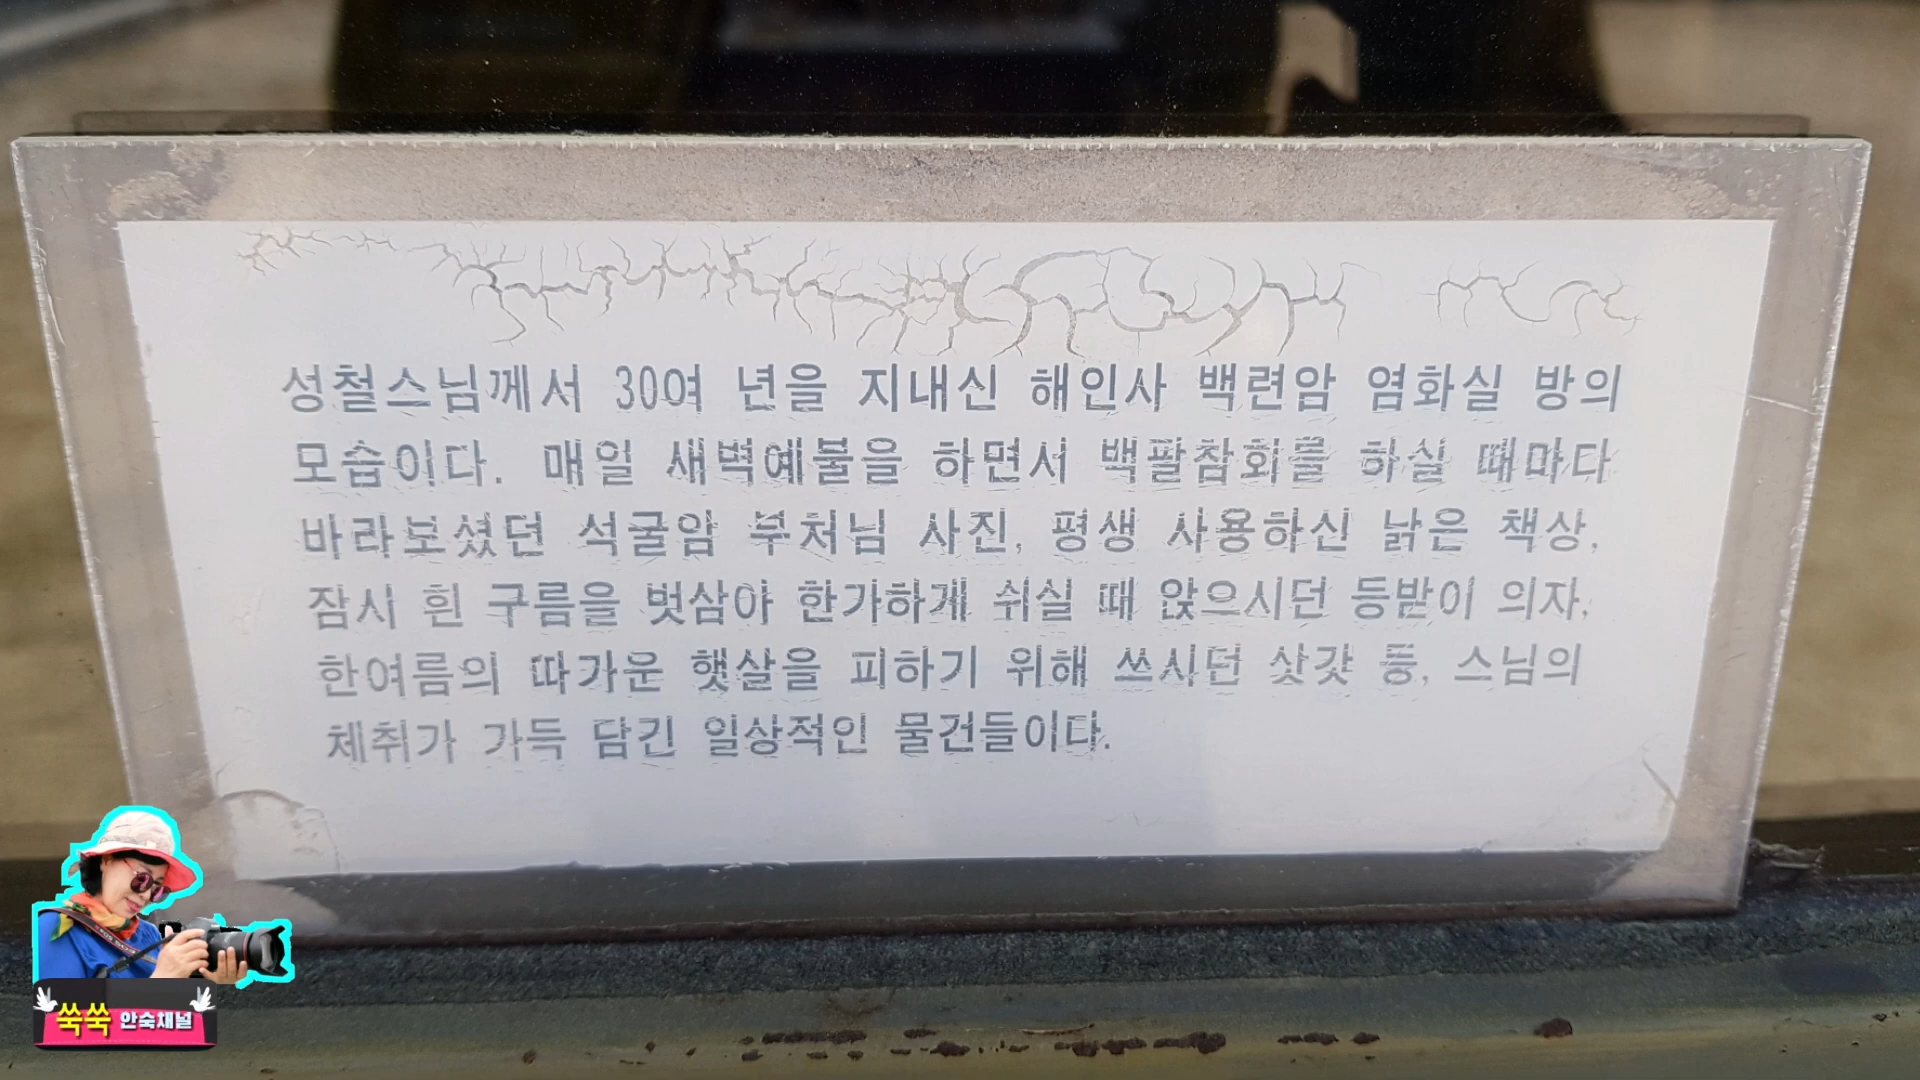 성철스님께서 30여 년을 지내신 해인사 백련암 염화실 방의
모습이다. 매일 새벽예불을 하면서 백팔참회를 하실 때마다
바라보셨던 석굴암 부처님 사진, 평생 사용하신 낡은 책상,
잠시 흰 구름을 벗삼아 한가하게 쉬실 때 앉으시던 등받이 의자,
한여름의 따가운 햇살을 피하기 위해 쓰시던 삿갓 등, 스님의
체취가 가득 담긴 일상적인 물건들이다.
쑥쑥 안숙채널